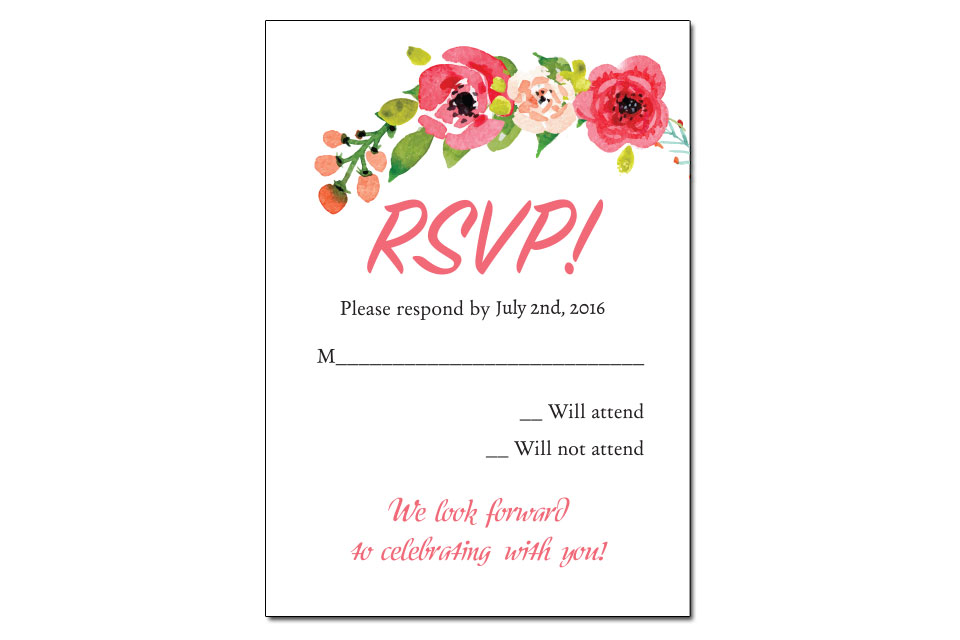 RSVP!
Please respond by July 2nd, 2016
M____________________________
__ Will attend
__ Will not attend
We look forward
to celebrating with you!